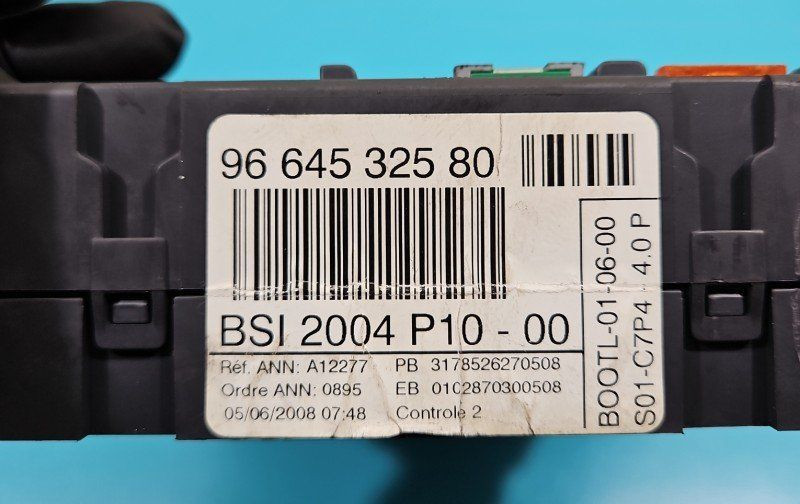 96 645 325 80
BSI 2004 P10 - 00
Réf. ANN: A12277 PB 3178526270508
Ordre ANN: 0895 EB 0102870300508
05/06/2008 07:48 Controle 2
BOOTL-01-06-00
S01-C7P4 - 4.0 P